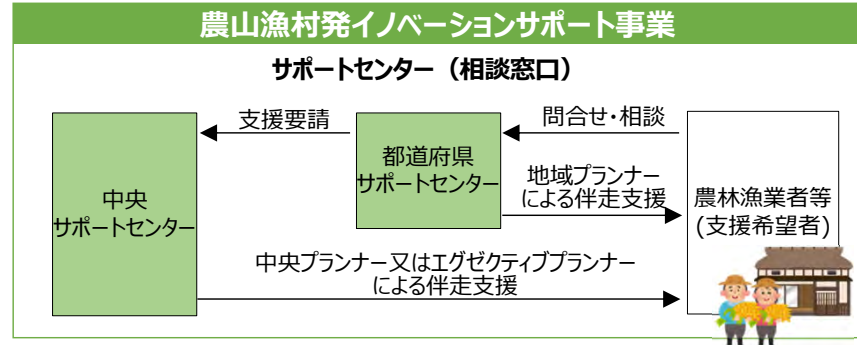 農山漁村発イノベーションサポート事業
サポートセンター（相談窓口）
支援要請
問合せ・相談
中央
サポートセンター
都道府県
サポートセンター
地域プランナー
による伴走支援
農林漁業者等
(支援希望者)
中央プランナー又はエグゼクティブプランナー
による伴走支援